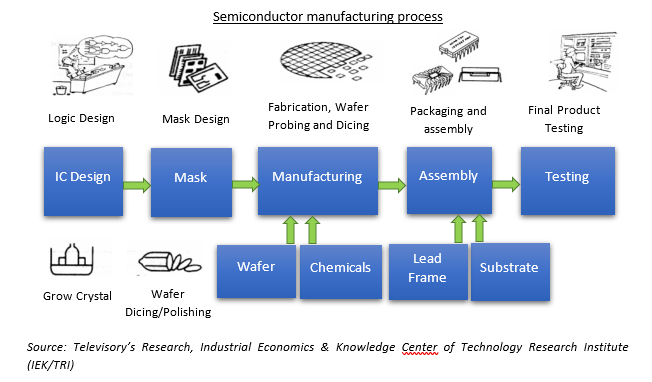 Semiconductor manufacturing process
Logic Design
Mask Design
Fabrication, Wafer
Probing and Dicing
Packaging and
assembly
Final Product
Testing
IC Design
Mask
Manufacturing
Assembly
Testing
Wafer
Chemicals
Lead
Frame
Substrate
Grow Crystal
Wafer
Dicing/Polishing
Source: Televisory's Research, Industrial Economics & Knowledge Center of Technology Research Institute
(IEK/TRI)